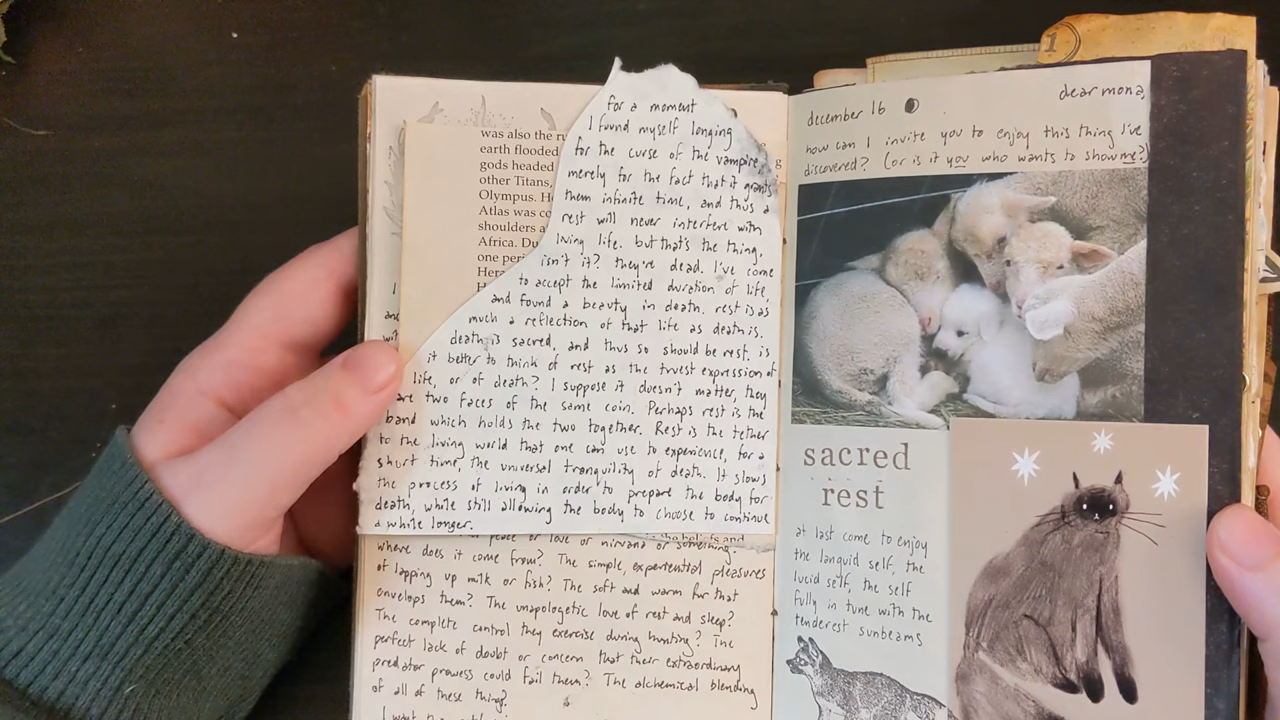 was also the
earth flooded
gods headed
other Titans,
Olympus.
Atlas was
shoulders
Africa.
one
for a moment
I found myself longing
for the curse of the vampire,
merely for the fact that it grants
them infinite time, and thus a
rest will never interfere with
living life. but that's the thing,
isn't it? they're dead. I've come
to accept the limited duration of life,
and found a beauty in death. rest is as
much a reflection of that life as death is.
death is sacred, and thus so should be rest. is
it better to think of rest as the truest expression of
life, or of death? I suppose it doesn't matter, they
are two faces of the same coin. Perhaps rest is the
band which holds the two together. Rest is the tether
to the living world that one can use to experience, for a
short time, the universal tranquility of death. It slows
the process of living in order to prepare the body for
death, while still allowing the body to choose to continue
a while longer.
peace or love or nirvana or something.
where does it come from? The simple, experiential pleasures
of lapping up milk or fish? The soft and warm fur that
envelops them? The unapologetic love of rest and sleep?
The complete control they exercise during hunting? The
perfect lack of doubt or concern that their extraordinary
predator prowess could fail them? The alchemical blending
of all of these things?
I want
dear mona,
december 16
how can I invite you to enjoy this thing I've
discovered? (or is it you who wants to show me?)
sacred
rest
at last come to enjoy
the languid self, the
lucid self, the self
fully in tune with the
tenderest sunbeams
1